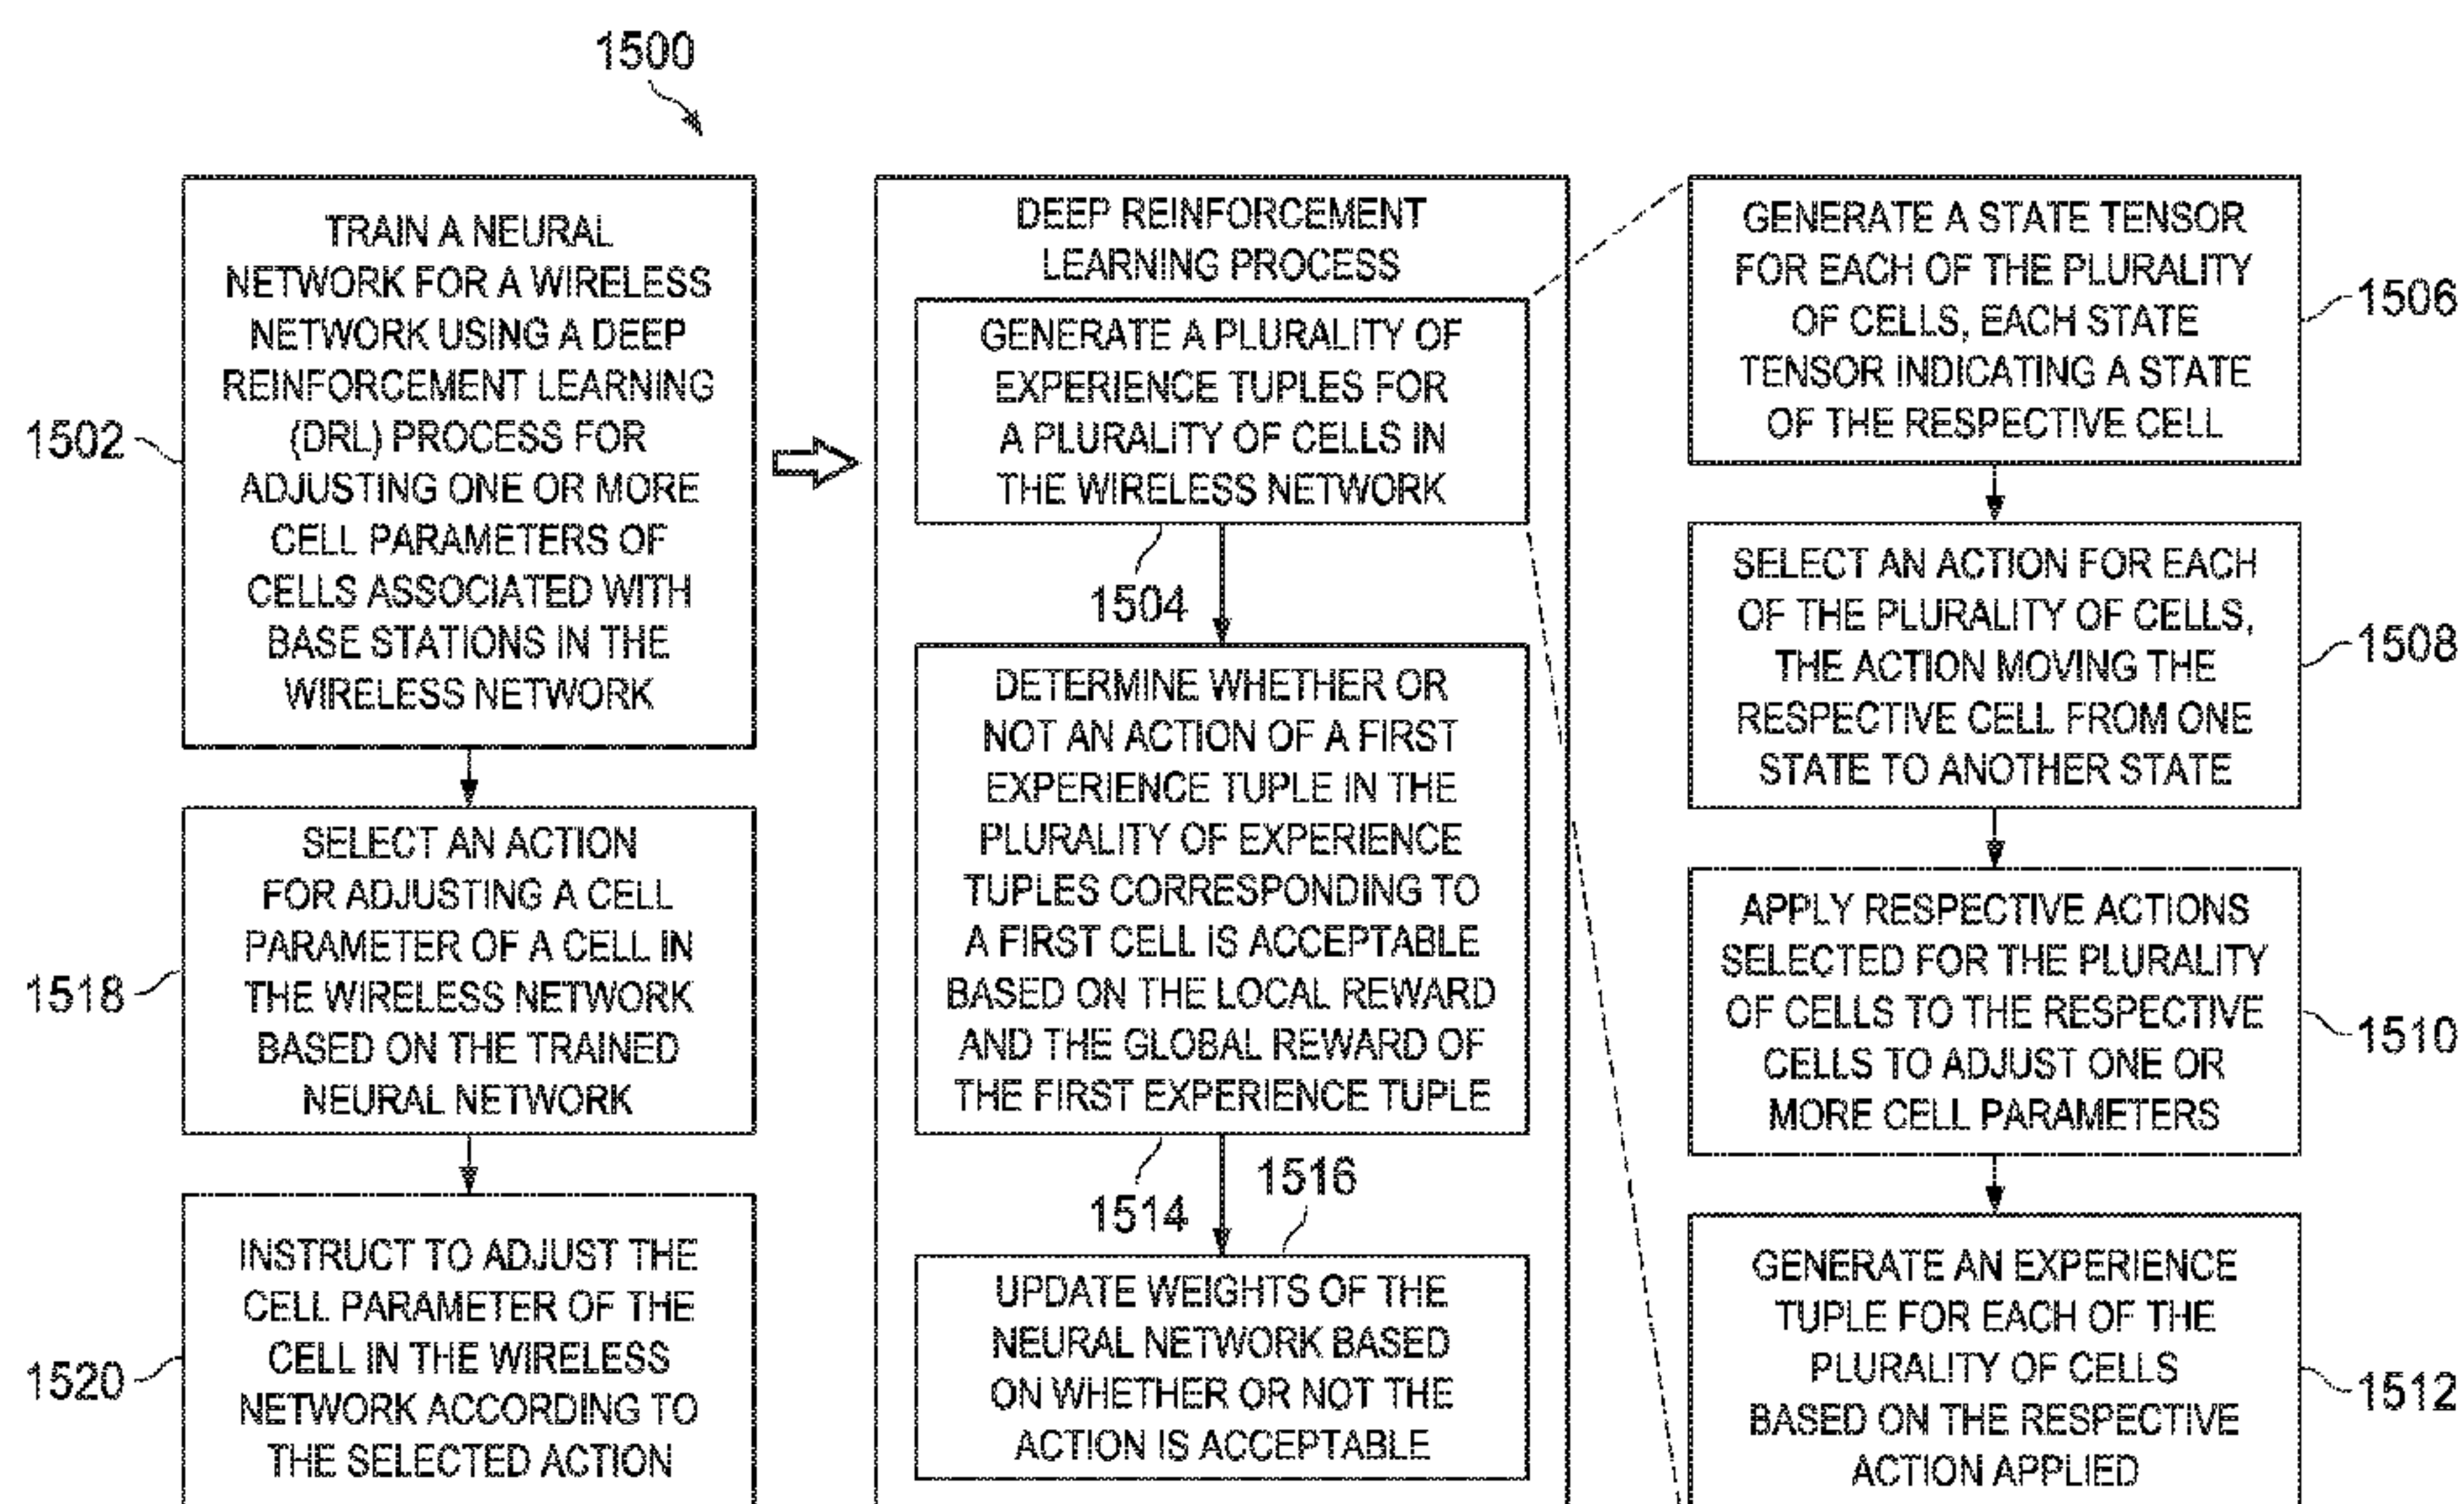 1500
1502
TRAIN A NEURAL
NETWORK FOR A WIRELESS
NETWORK USING A DEEP
REINFORCEMENT LEARNING
(DRL) PROCESS FOR
ADJUSTING ONE OR MORE
CELL PARAMETERS OF
CELLS ASSOCIATED WITH
BASE STATIONS IN THE
WIRELESS NETWORK
1518
SELECT AN ACTION
FOR ADJUSTING A CELL
PARAMETER OF A CELL IN
THE WIRELESS NETWORK
BASED ON THE TRAINED
NEURAL NETWORK
1520
INSTRUCT TO ADJUST THE
CELL PARAMETER OF THE
CELL IN THE WIRELESS
NETWORK ACCORDING TO
THE SELECTED ACTION
DEEP REINFORCEMENT
LEARNING PROCESS
GENERATE A PLURALITY OF
EXPERIENCE TUPLES FOR
A PLURALITY OF CELLS IN
THE WIRELESS NETWORK
1504
DETERMINE WHETHER OR
NOT AN ACTION OF A FIRST
EXPERIENCE TUPLE IN THE
PLURALITY OF EXPERIENCE
TUPLES CORRESPONDING TO
A FIRST CELL IS ACCEPTABLE
BASED ON THE LOCAL REWARD
AND THE GLOBAL REWARD OF
THE FIRST EXPERIENCE TUPLE
1514
1516
UPDATE WEIGHTS OF THE
NEURAL NETWORK BASED
ON WHETHER OR NOT THE
ACTION IS ACCEPTABLE
GENERATE A STATE TENSOR
FOR EACH OF THE PLURALITY
OF CELLS, EACH STATE
TENSOR INDICATING A STATE
OF THE RESPECTIVE CELL
1506
SELECT AN ACTION FOR EACH
OF THE PLURALITY OF CELLS,
THE ACTION MOVING THE
RESPECTIVE CELL FROM ONE
STATE TO ANOTHER STATE
1508
APPLY RESPECTIVE ACTIONS
SELECTED FOR THE PLURALITY
OF CELLS TO THE RESPECTIVE
CELLS TO ADJUST ONE OR
MORE CELL PARAMETERS
1510
GENERATE AN EXPERIENCE
TUPLE FOR EACH OF THE
PLURALITY OF CELLS
BASED ON THE RESPECTIVE
ACTION APPLIED
1512